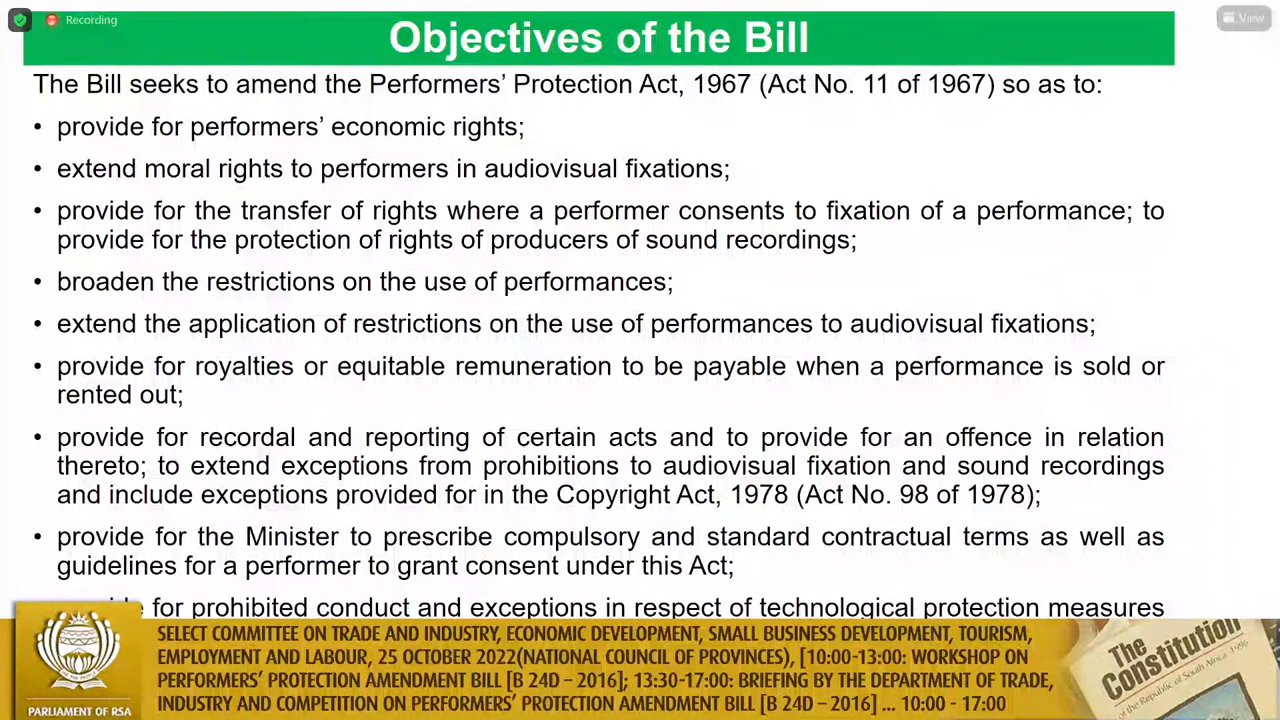 Recording
View
Objectives of the Bill
The Bill seeks to amend the Performers’ Protection Act, 1967 (Act No. 11 of 1967) so as to:
• provide for performers’ economic rights;
• extend moral rights to performers in audiovisual fixations;
• provide for the transfer of rights where a performer consents to fixation of a performance; to
provide for the protection of rights of producers of sound recordings;
• broaden the restrictions on the use of performances;
• extend the application of restrictions on the use of performances to audiovisual fixations;
• provide for royalties or equitable remuneration to be payable when a performance is sold or
rented out;
• provide for recordal and reporting of certain acts and to provide for an offence in relation
thereto; to extend exceptions from prohibitions to audiovisual fixation and sound recordings
and include exceptions provided for in the Copyright Act, 1978 (Act No. 98 of 1978);
• provide for the Minister to prescribe compulsory and standard contractual terms as well as
guidelines for a performer to grant consent under this Act;
for prohibited conduct and exceptions in respect of technological protection measures
SELECT COMMITTEE ON TRADE AND INDUSTRY, ECONOMIC DEVELOPMENT, SMALL BUSINESS DEVELOPMENT, TOURISM,
EMPLOYMENT AND LABOUR, 25 OCTOBER 2022(NATIONAL COUNCIL OF PROVINCES), [10:00-13:00: WORKSHOP ON
PERFORMERS’ PROTECTION AMENDMENT BILL [B 24D – 2016]; 13:30-17:00: BRIEFING BY THE DEPARTMENT OF TRADE,
INDUSTRY AND COMPETITION ON PERFORMERS’ PROTECTION AMENDMENT BILL [B 24D – 2016] ... 10:00 - 17:00
PARLIAMENT OF RSA
The
Constitution
of the Republic of South Africa, 1996